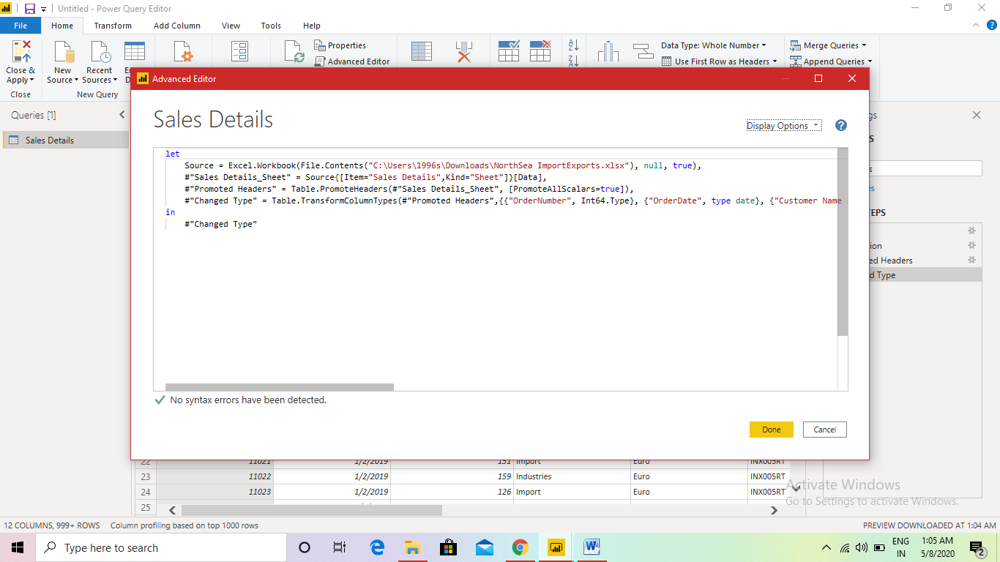 Untitled - Power Query Editor
File Home Transform Add Column View Tools Help
Close & Apply
New Source
Recent Sources
Properties
Advanced Editor
Data Type: Whole Number
Use First Row as Headers
Merge Queries
Append Queries
Close
New Query
Queries [1]
Sales Details
Advanced Editor
Sales Details
Display Options
let
Source = Excel.Workbook(File.Contents("C:\Users\1996s\Downloads\NorthSea ImportExports.xlsx"), null, true),
#"Sales Details_Sheet" = Source{[Item="Sales Details",Kind="Sheet"]}[Data],
#"Promoted Headers" = Table.PromoteHeaders(#"Sales Details_Sheet", [PromoteAllScalars=true]),
#"Changed Type" = Table.TransformColumnTypes(#"Promoted Headers",{{"OrderNumber", Int64.Type}, {"OrderDate", type date}, {"Customer Name
in
#"Changed Type"
No syntax errors have been detected.
Done Cancel
ed Headers
d Type
22 11021 1/2/2019 151 Import Euro INX005RT
23 11022 1/2/2019 159 Industries Euro INX005RT
24 11023 1/2/2019 126 Import Euro INX005RT
25
Activate Windows
Go to Settings to activate Windows.
12 COLUMNS, 999+ ROWS Column profiling based on top 1000 rows
PREVIEW DOWNLOADED AT 1:04 AM
Type here to search
ENG
IN
1:05 AM
5/8/2020
2